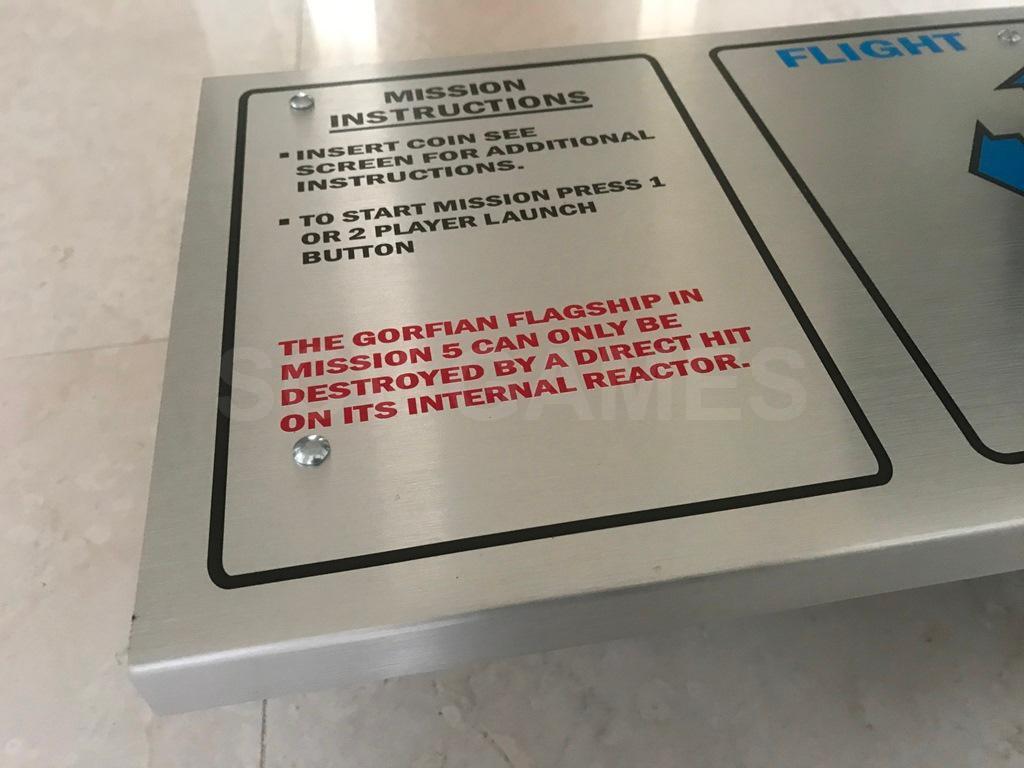 MISSION
INSTRUCTIONS
▪ INSERT COIN SEE
SCREEN FOR ADDITIONAL
INSTRUCTIONS.
▪ TO START MISSION PRESS 1
OR 2 PLAYER LAUNCH
BUTTON
THE GORFIAN FLAGSHIP IN
MISSION 5 CAN ONLY BE
DESTROYED BY A DIRECT HIT
ON ITS INTERNAL REACTOR.
FLIGHT